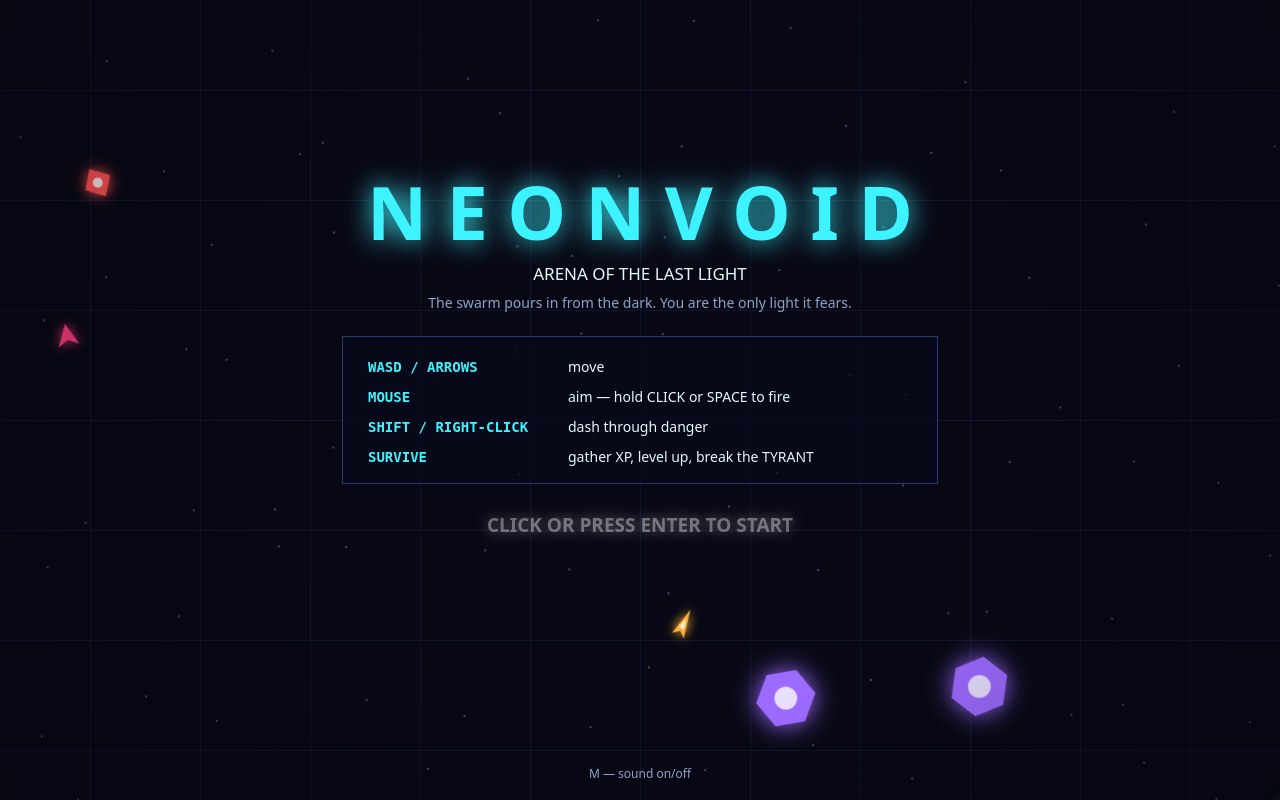 NEONVOID
ARENA OF THE LAST LIGHT
The swarm pours in from the dark. You are the only light it fears.
WASD / ARROWS move
MOUSE aim — hold CLICK or SPACE to fire
SHIFT / RIGHT-CLICK dash through danger
SURVIVE gather XP, level up, break the TYRANT
CLICK OR PRESS ENTER TO START
M — sound on/off